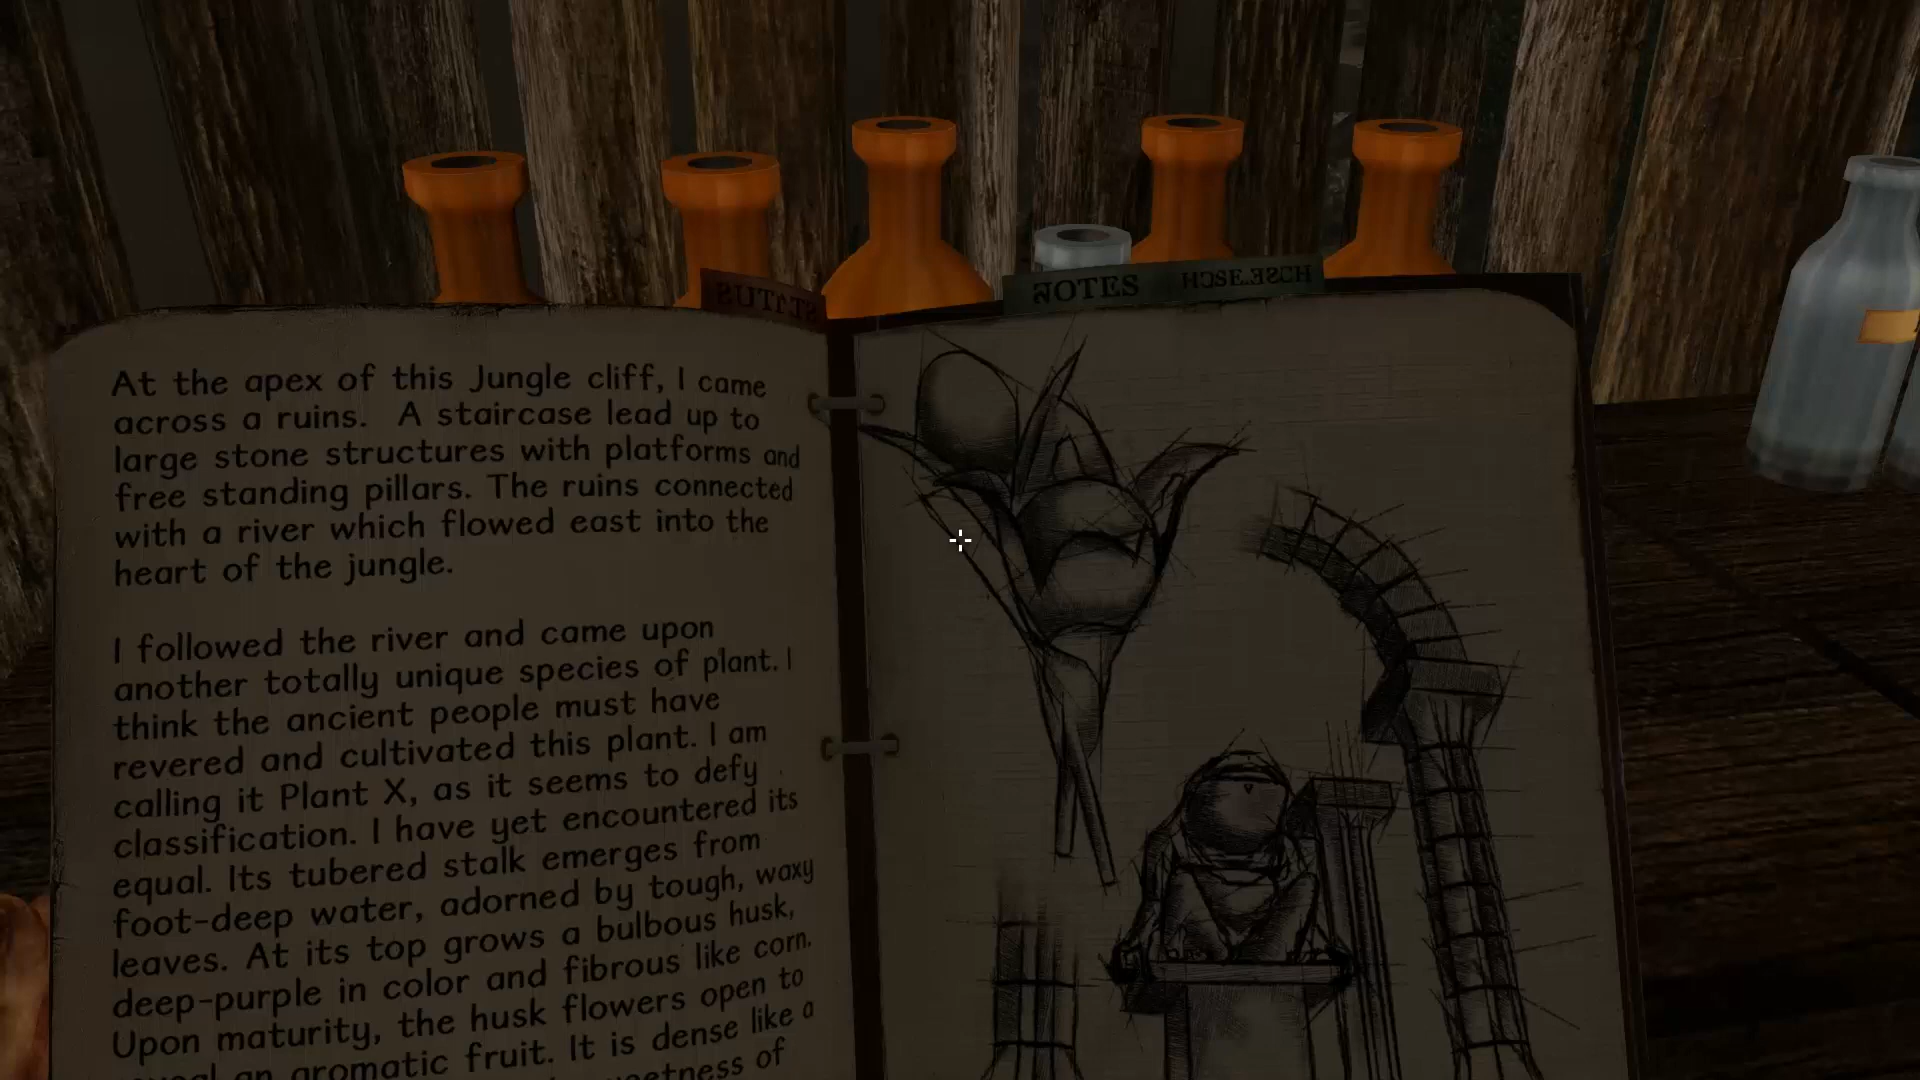 NOTES
At the apex of this Jungle cliff, I came
across a ruins. A staircase lead up to
large stone structures with platforms and
free standing pillars. The ruins connected
with a river which flowed east into the
heart of the jungle.
I followed the river and came upon
another totally unique species of plant. I
think the ancient people must have
revered and cultivated this plant. I am
calling it Plant X, as it seems to defy
classification. I have yet encountered its
equal. Its tubered stalk emerges from
foot-deep water, adorned by tough, waxy
leaves. At its top grows a bulbous husk,
deep-purple in color and fibrous like corn.
Upon maturity, the husk flowers open to
an aromatic fruit. It is dense like a
of